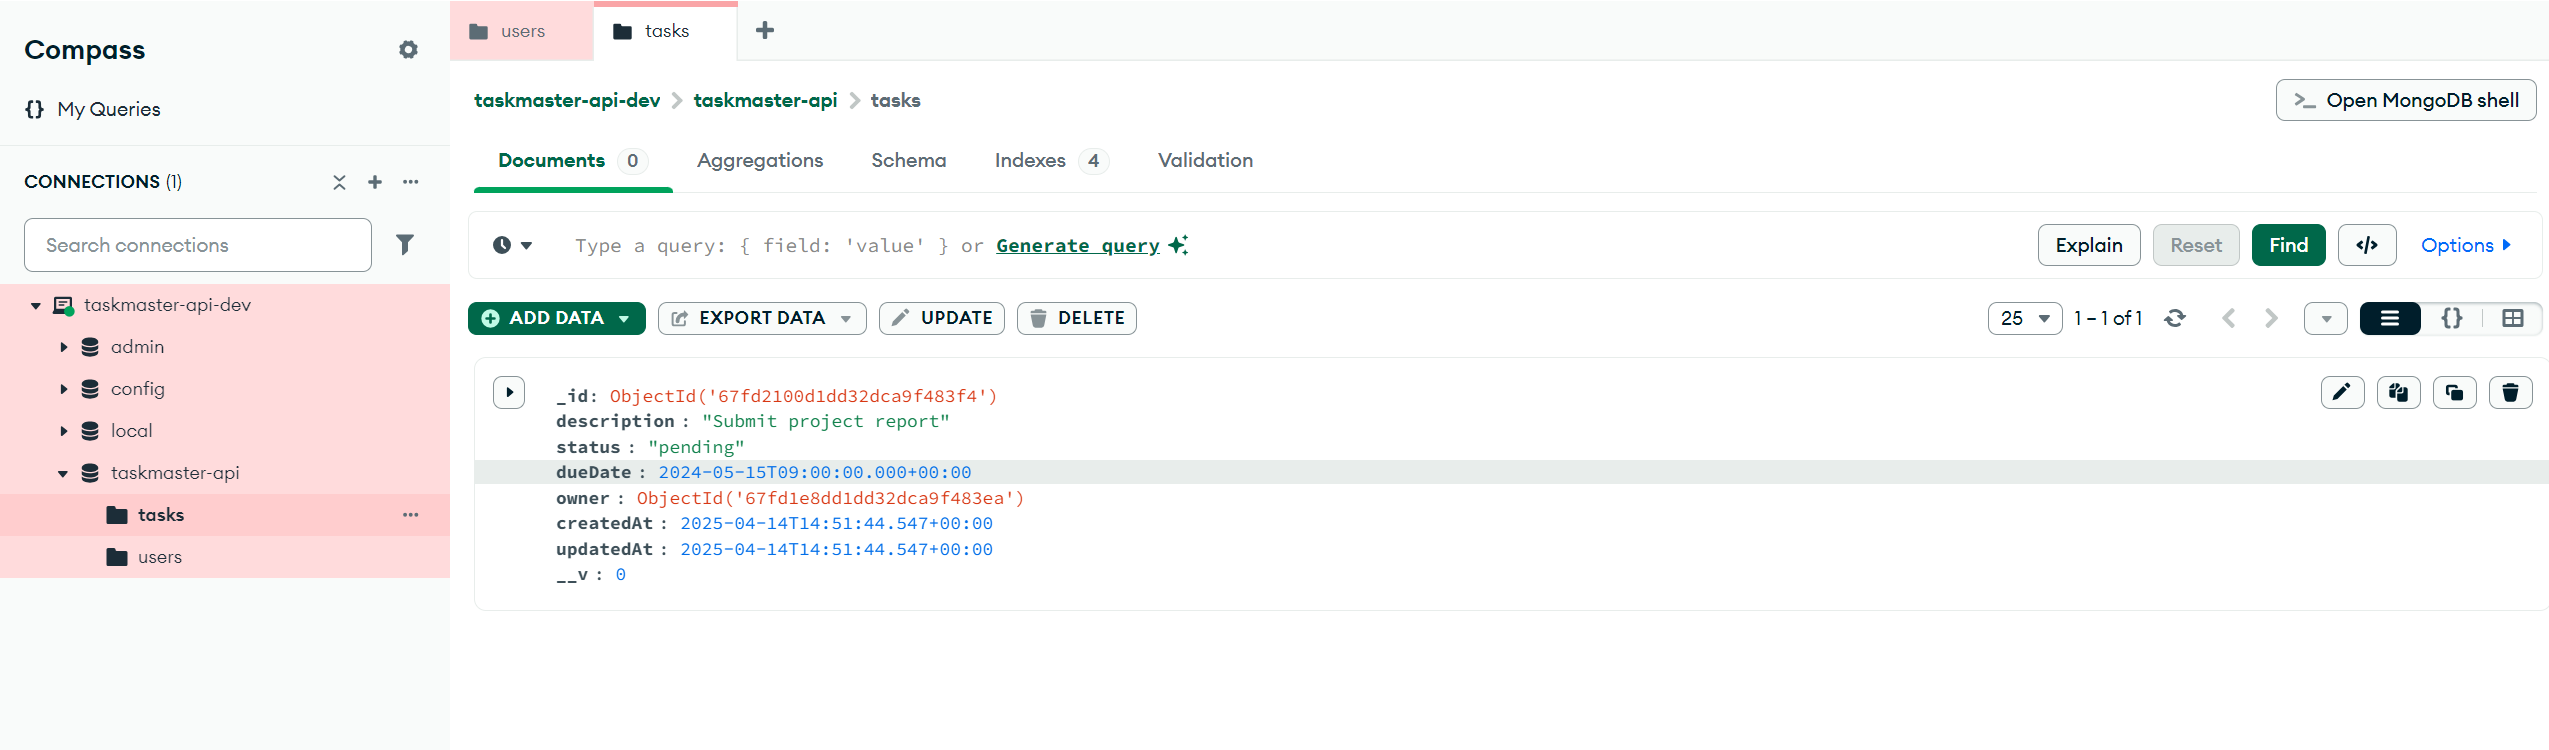 Compass
{} My Queries
CONNECTIONS (1)
Search connections
taskmaster-api-dev
admin
config
local
taskmaster-api
tasks
users
users
tasks
taskmaster-api-dev > taskmaster-api > tasks
>_ Open MongoDB shell
Documents 0 Aggregations Schema Indexes 4 Validation
Type a query: { field: 'value' } or Generate query
Explain Reset Find </> Options
ADD DATA EXPORT DATA UPDATE DELETE
25 1 – 1 of 1 {}
_id: ObjectId('67fd2100d1dd32dca9f483f4')
description : "Submit project report"
status : "pending"
dueDate : 2024-05-15T09:00:00.000+00:00
owner : ObjectId('67fd1e8dd1dd32dca9f483ea')
createdAt : 2025-04-14T14:51:44.547+00:00
updatedAt : 2025-04-14T14:51:44.547+00:00
__v : 0